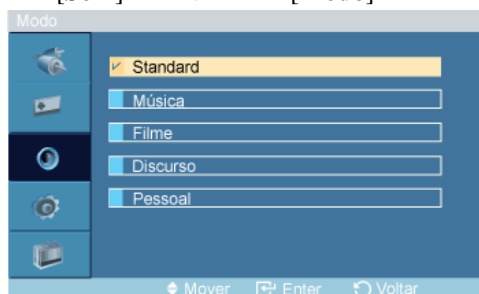 Modo
Standard
Música
Filme
Discurso
Pessoal
Mover Enter Voltar